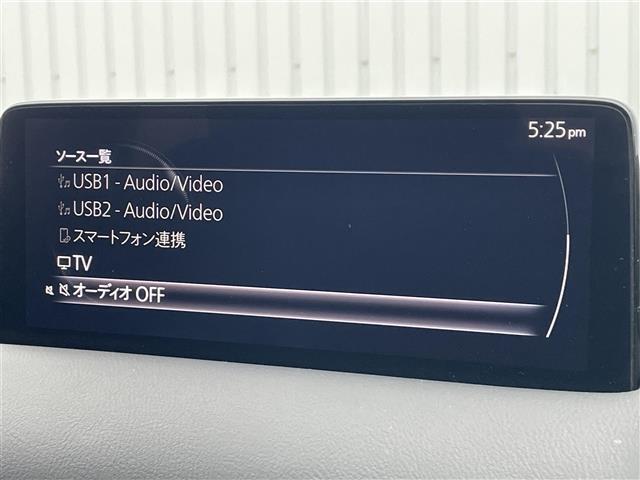 5:25pm
ソース一覧
USB1 - Audio/Video
USB2 - Audio/Video
スマートフォン連携
TV
オーディオ OFF